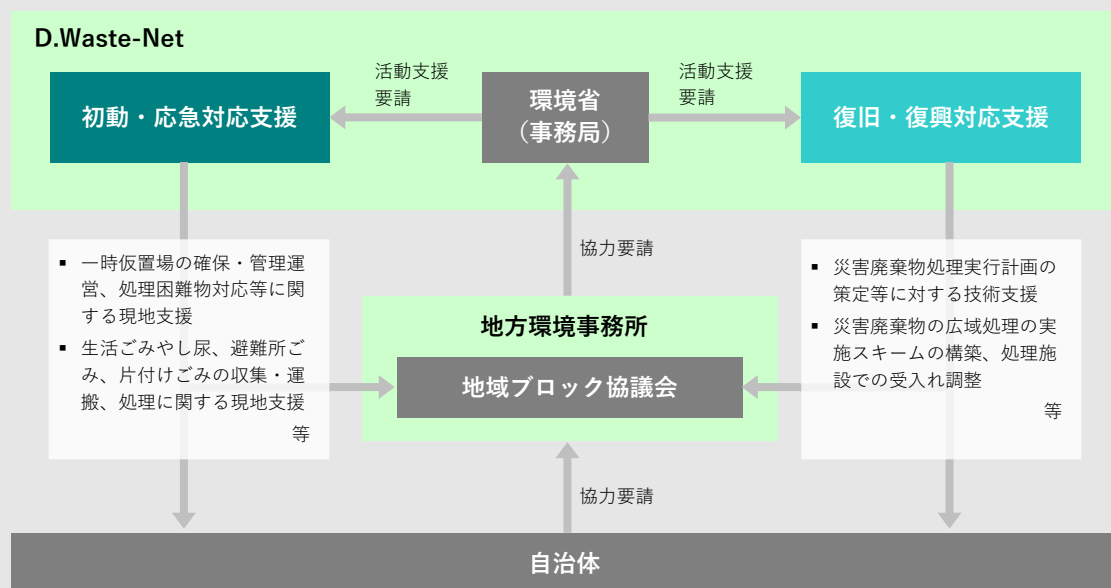 D.Waste-Net
初動・応急対応支援
活動支援
要請
環境省
（事務局）
活動支援
要請
復旧・復興対応支援
協力要請
▪ 一時仮置場の確保・管理運
営、処理困難物対応等に関
する現地支援
▪ 生活ごみやし尿、避難所ご
み、片付けごみの収集・運
搬、処理に関する現地支援
等
地方環境事務所
地域ブロック協議会
▪ 災害廃棄物処理実行計画の
策定等に対する技術支援
▪ 災害廃棄物の広域処理の実
施スキームの構築、処理施
設での受入れ調整
等
協力要請
自治体